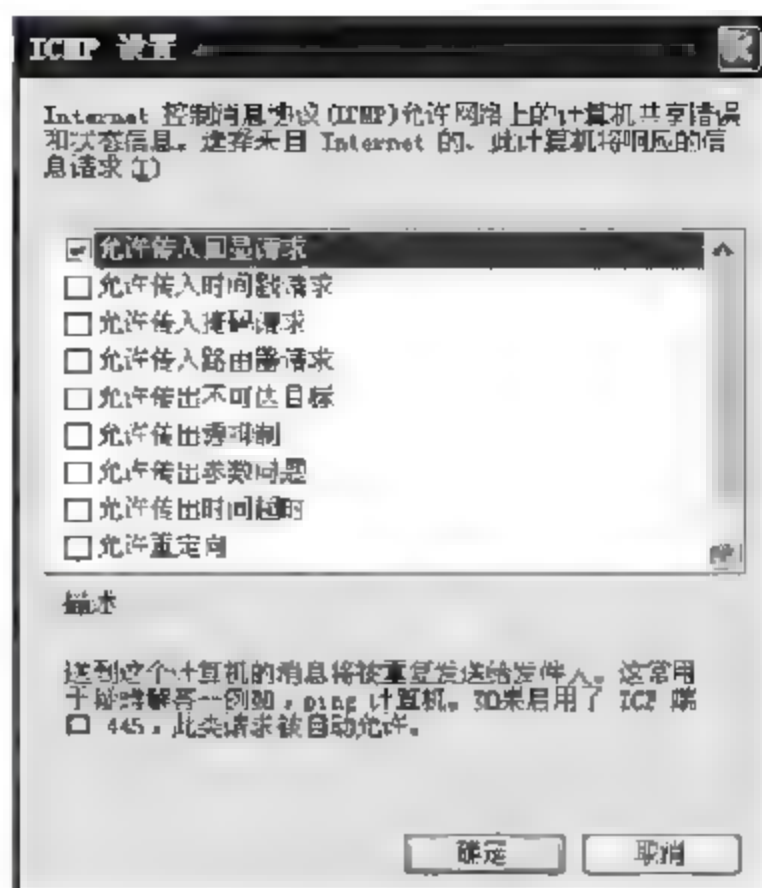 ICMP 设置
Internet 控制消息协议(ICMP)允许网络上的计算机共享错误
和状态信息。选择来自 Internet 的、此计算机将响应的信
息请求(I)
允许传入回显请求
允许传入时间戳请求
允许传入掩码请求
允许传入路由器请求
允许传出不可达目标
允许传出源抑制
允许传出参数问题
允许传出时间超时
允许重定向
描述
送到这个计算机的消息将被重复发送给发件人。这常用
于疑难解答—例如，ping 计算机。如果启用了 TCP 端
口 445，此类请求被自动允许。
确定
取消